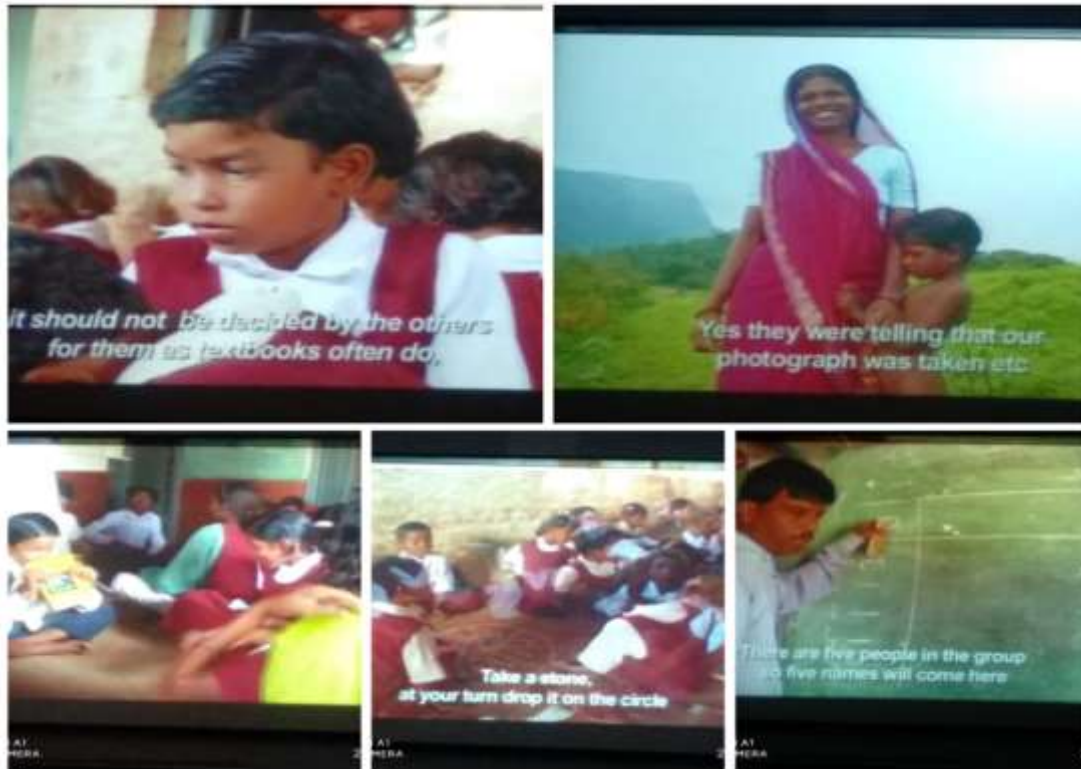 it should not be decided by the others
for them as textbooks often do,
Yes they were telling that our
photograph was taken etc
Take a stone,
at your turn drop it on the circle
There are five people in the group
so five names will come here